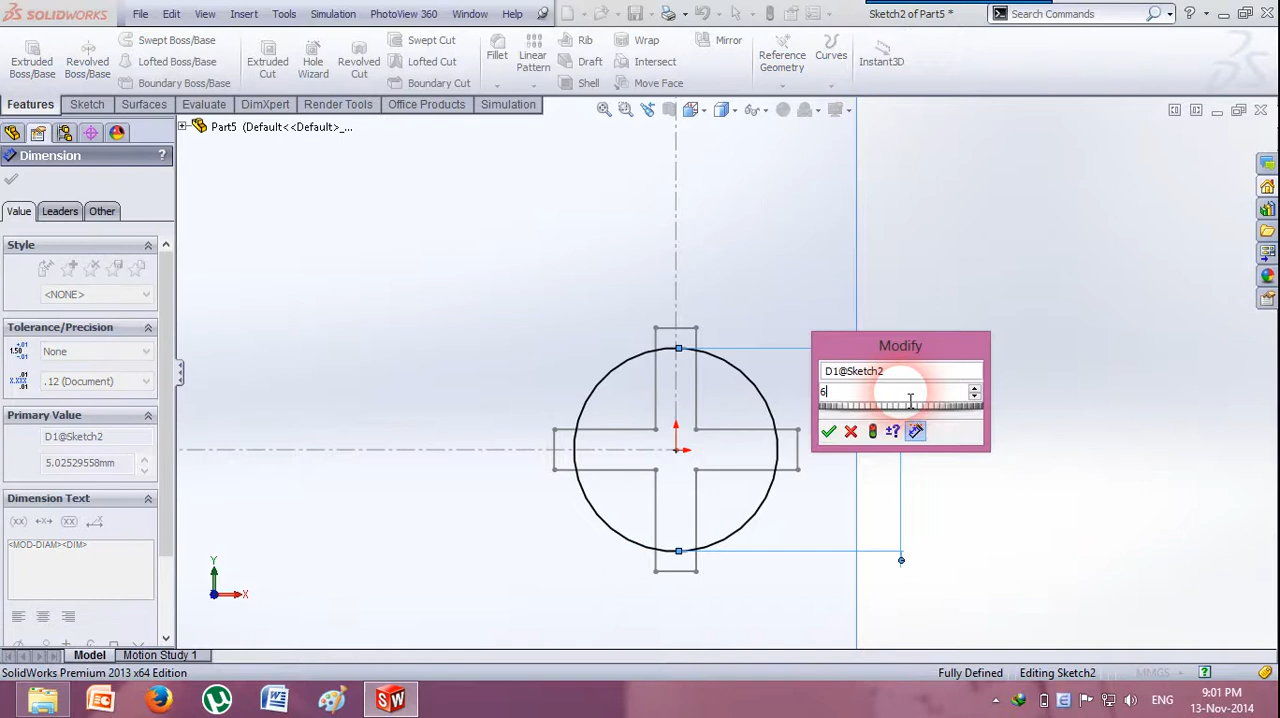 SOLIDWORKS File Edit View Insert Tools Simulation PhotoView 360 Window Help Sketch2 of Part5 * Search Commands
Extruded Boss/Base
Revolved Boss/Base
Swept Boss/Base
Lofted Boss/Base
Boundary Boss/Base
Extruded Cut
Hole Wizard
Revolved Cut
Swept Cut
Lofted Cut
Boundary Cut
Fillet
Linear Pattern
Rib
Draft
Shell
Wrap
Intersect
Move Face
Mirror
Reference Geometry
Curves
Instant3D
Features Sketch Surfaces Evaluate DimXpert Render Tools Office Products Simulation
Part5 (Default<<Default>_...
Dimension ?
Value Leaders Other
Style
<NONE>
Tolerance/Precision
None
.12 (Document)
Primary Value
D1@Sketch2
5.02529558mm
Dimension Text
<MOD-DIAM><DIM>
Modify
D1@Sketch2
6
Y
X
Model Motion Study 1
SolidWorks Premium 2013 x64 Edition Fully Defined Editing Sketch2 MMGS
ENG
9:01 PM
13-Nov-2014